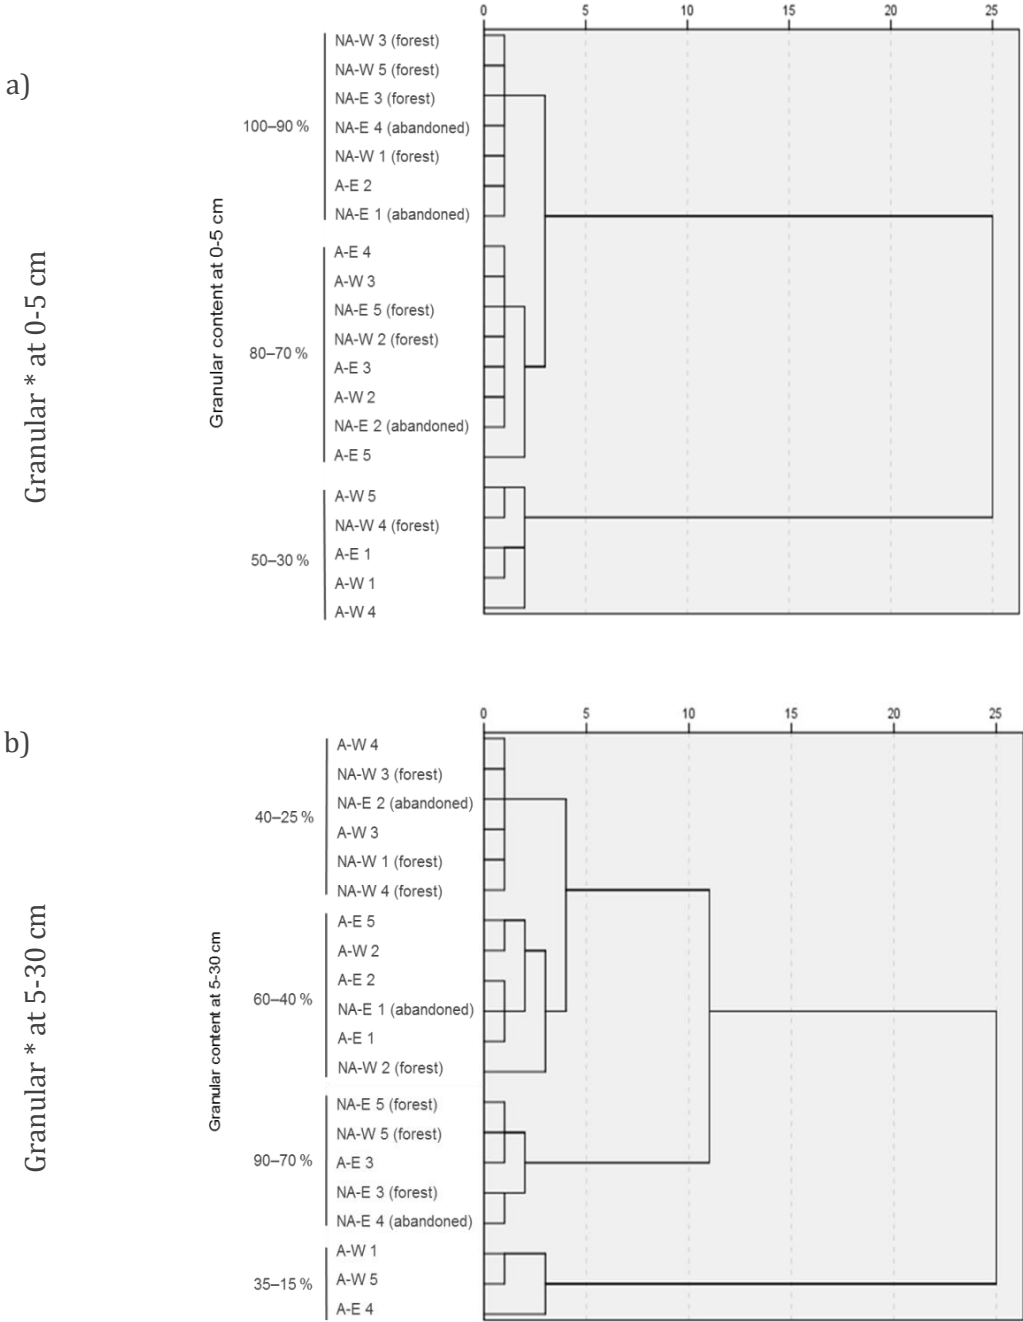 0 5 10 15 20 25
a)
Granular * at 0-5 cm
Granular content at 0-5 cm
100–90 %
NA-W 3 (forest)
NA-W 5 (forest)
NA-E 3 (forest)
NA-E 4 (abandoned)
NA-W 1 (forest)
A-E 2
NA-E 1 (abandoned)
80–70 %
A-E 4
A-W 3
NA-E 5 (forest)
NA-W 2 (forest)
A-E 3
A-W 2
NA-E 2 (abandoned)
A-E 5
50–30 %
A-W 5
NA-W 4 (forest)
A-E 1
A-W 1
A-W 4
0 5 10 15 20 25
b)
Granular * at 5-30 cm
Granular content at 5-30 cm
40–25 %
A-W 4
NA-W 3 (forest)
NA-E 2 (abandoned)
A-W 3
NA-W 1 (forest)
NA-W 4 (forest)
60–40 %
A-E 5
A-W 2
A-E 2
NA-E 1 (abandoned)
A-E 1
NA-W 2 (forest)
90–70 %
NA-E 5 (forest)
NA-W 5 (forest)
A-E 3
NA-E 3 (forest)
NA-E 4 (abandoned)
35–15 %
A-W 1
A-W 5
A-E 4